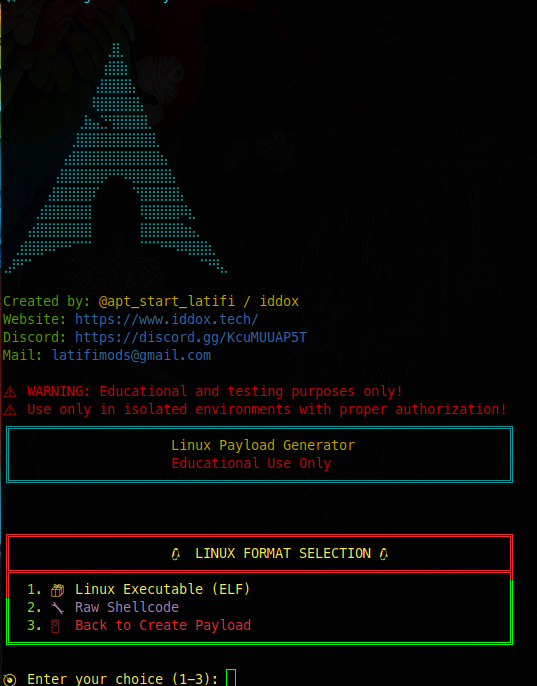 Created by: @apt_start_latifi / iddox
Website: https://www.iddox.tech/
Discord: https://discord.gg/KcuMUUAP5T
Mail: latifimods@gmail.com
⚠ WARNING: Educational and testing purposes only!
⚠ Use only in isolated environments with proper authorization!
Linux Payload Generator
Educational Use Only
LINUX FORMAT SELECTION
1. Linux Executable (ELF)
2. Raw Shellcode
3. Back to Create Payload
Enter your choice (1-3):